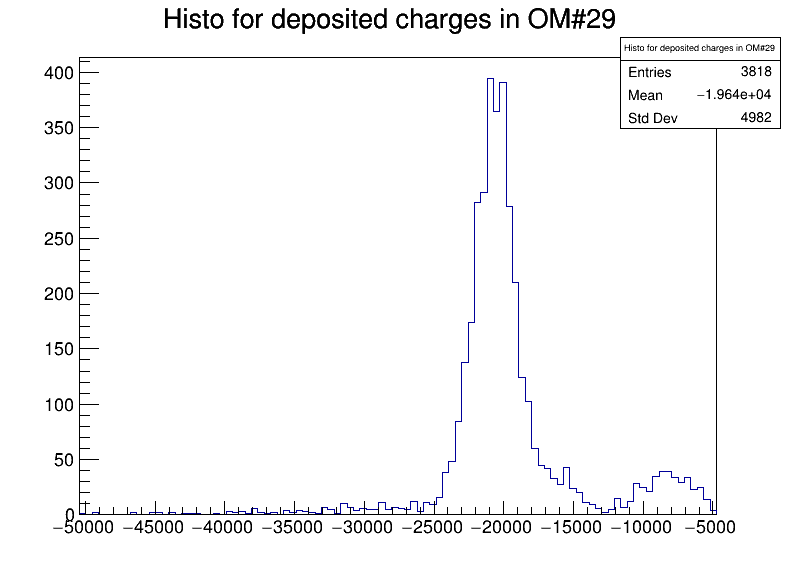 Histo for deposited charges in OM#29
Histo for deposited charges in OM#29
Entries 3818
Mean −1.964e+04
Std Dev 4982
400
350
300
250
200
150
100
50
0
−50000 −45000 −40000 −35000 −30000 −25000 −20000 −15000 −10000 −5000